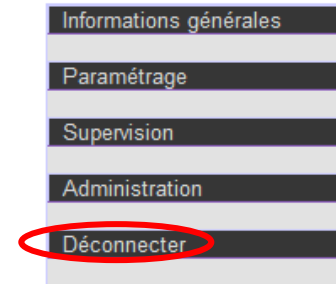 Informations générales
Paramétrage
Supervision
Administration
Déconnecter